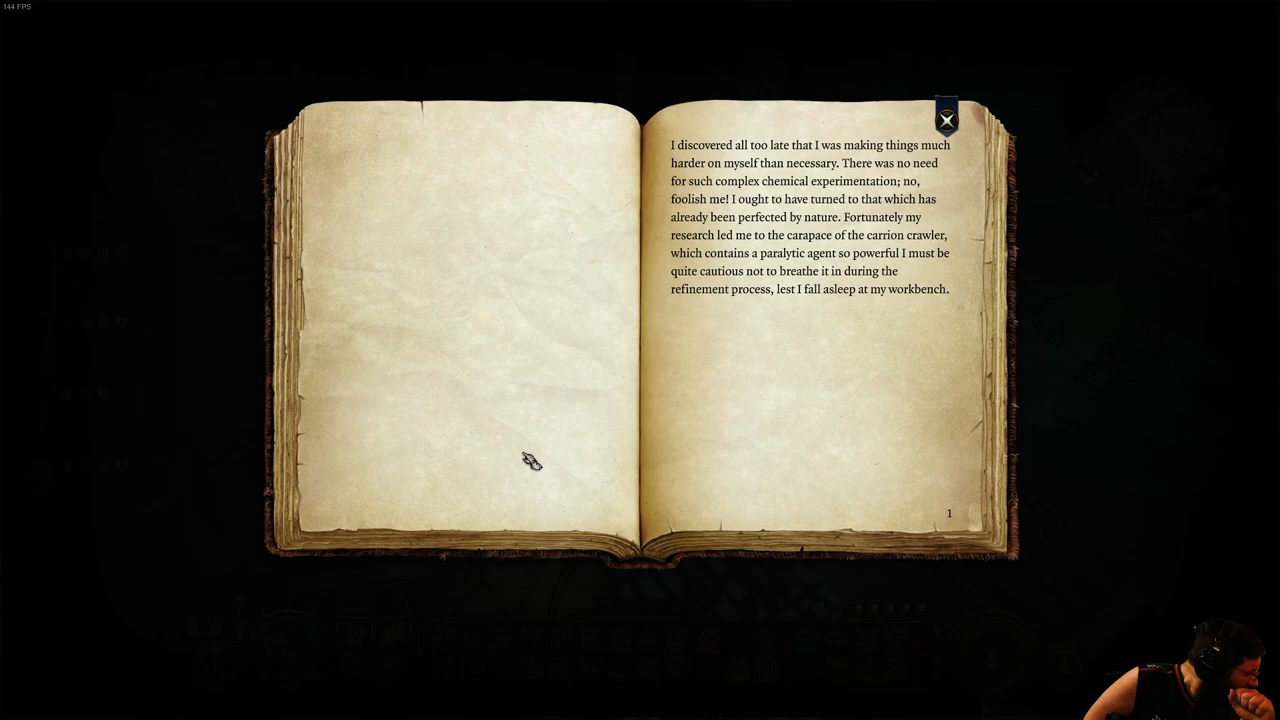 144 FPS
I discovered all too late that I was making things much
harder on myself than necessary. There was no need
for such complex chemical experimentation; no,
foolish me! I ought to have turned to that which has
already been perfected by nature. Fortunately my
research led me to the carapace of the carrion crawler,
which contains a paralytic agent so powerful I must be
quite cautious not to breathe it in during the
refinement process, lest I fall asleep at my workbench.
1